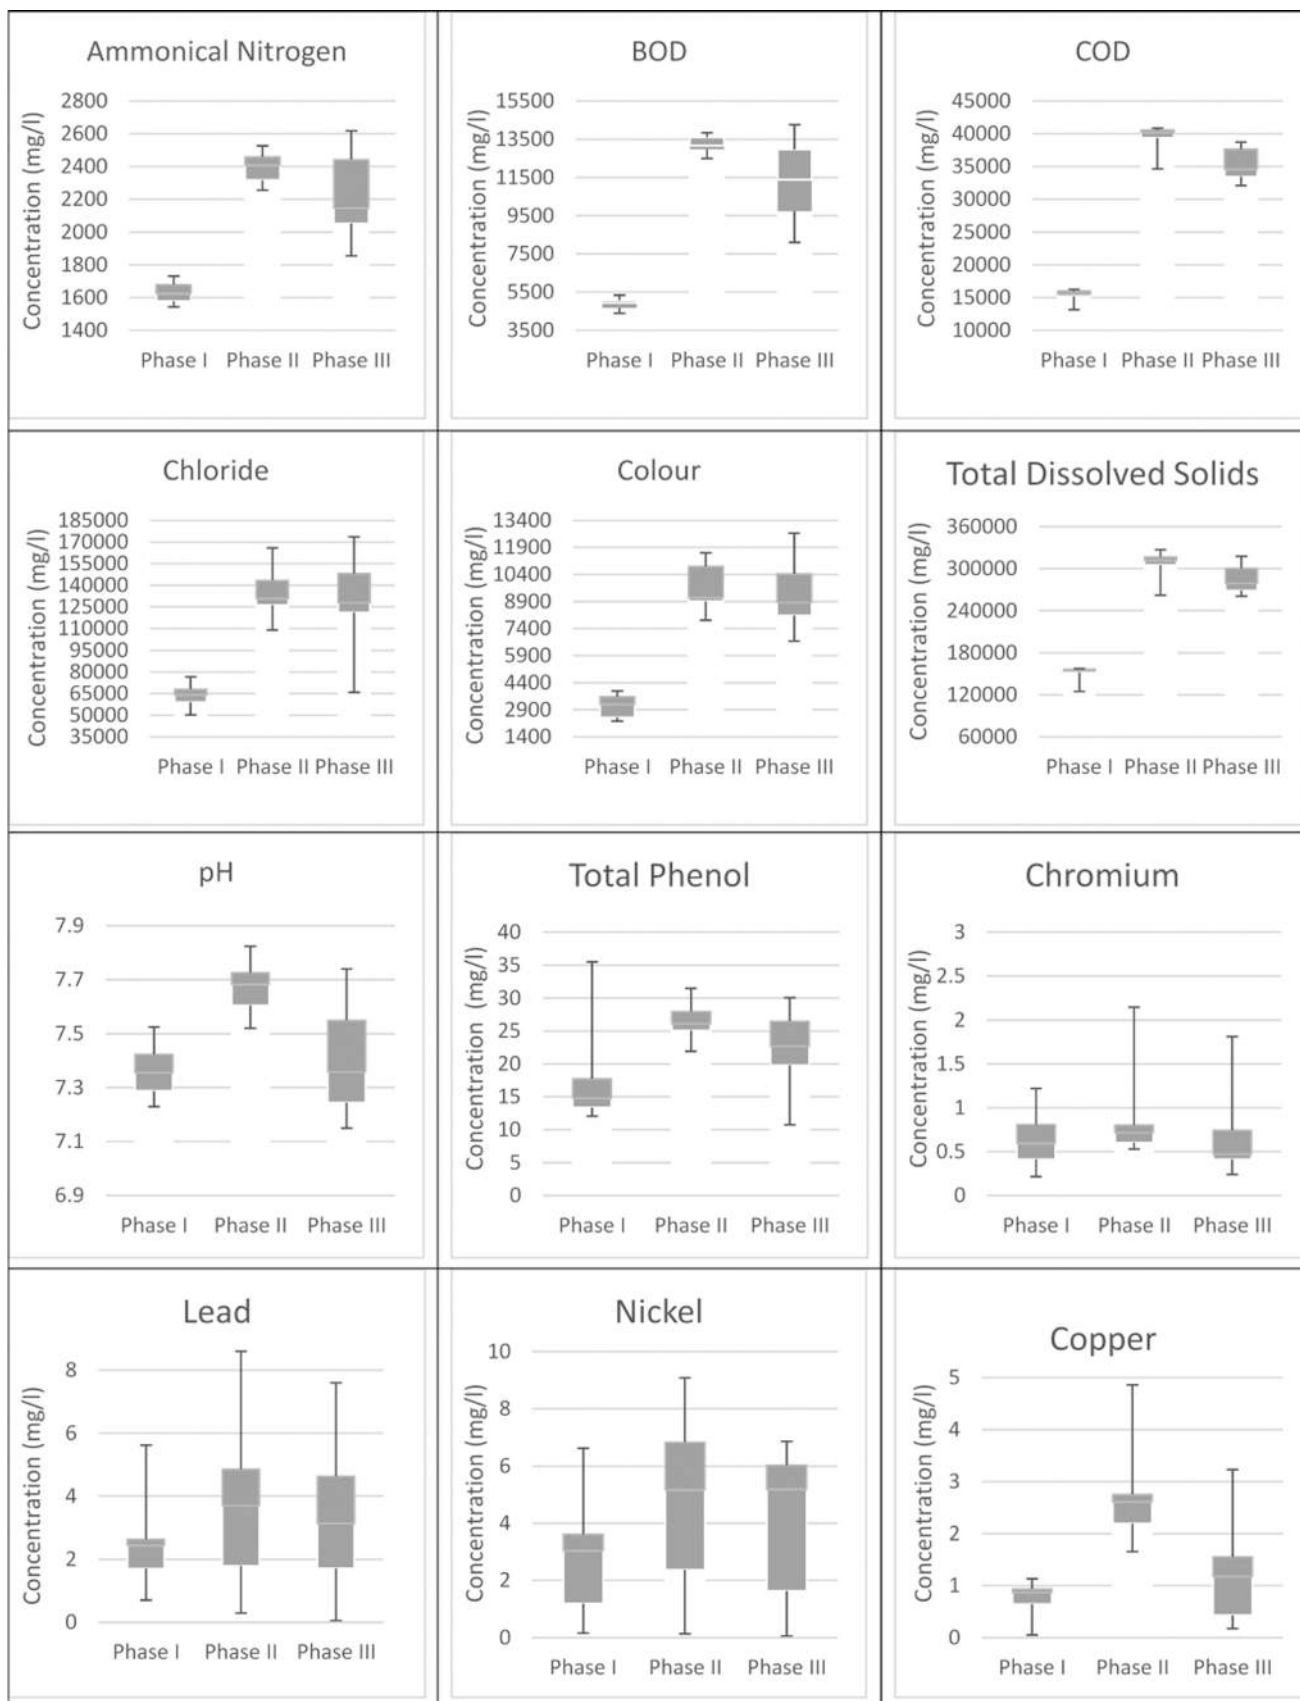 Ammonical Nitrogen
Concentration (mg/l)
2800
2600
2400
2200
2000
1800
1600
1400
Phase I Phase II Phase III
BOD
Concentration (mg/l)
15500
13500
11500
9500
7500
5500
3500
Phase I Phase II Phase III
COD
Concentration (mg/l)
45000
40000
35000
30000
25000
20000
15000
10000
Phase I Phase II Phase III
Chloride
Concentration (mg/l)
185000
170000
155000
140000
125000
110000
95000
80000
65000
50000
35000
Phase I Phase II Phase III
Colour
Concentration (mg/l)
13400
11900
10400
8900
7400
5900
4400
2900
1400
Phase I Phase II Phase III
Total Dissolved Solids
Concentration (mg/l)
360000
300000
240000
180000
120000
60000
Phase I Phase II Phase III
pH
7.9
7.7
7.5
7.3
7.1
6.9
Phase I Phase II Phase III
Total Phenol
Concentration (mg/l)
40
35
30
25
20
15
10
5
0
Phase I Phase II Phase III
Chromium
Concentration (mg/l)
3
2.5
2
1.5
1
0.5
0
Phase I Phase II Phase III
Lead
Concentration (mg/l)
8
6
4
2
0
Phase I Phase II Phase III
Nickel
Concentration (mg/l)
10
8
6
4
2
0
Phase I Phase II Phase III
Copper
Concentration (mg/l)
5
4
3
2
1
0
Phase I Phase II Phase III